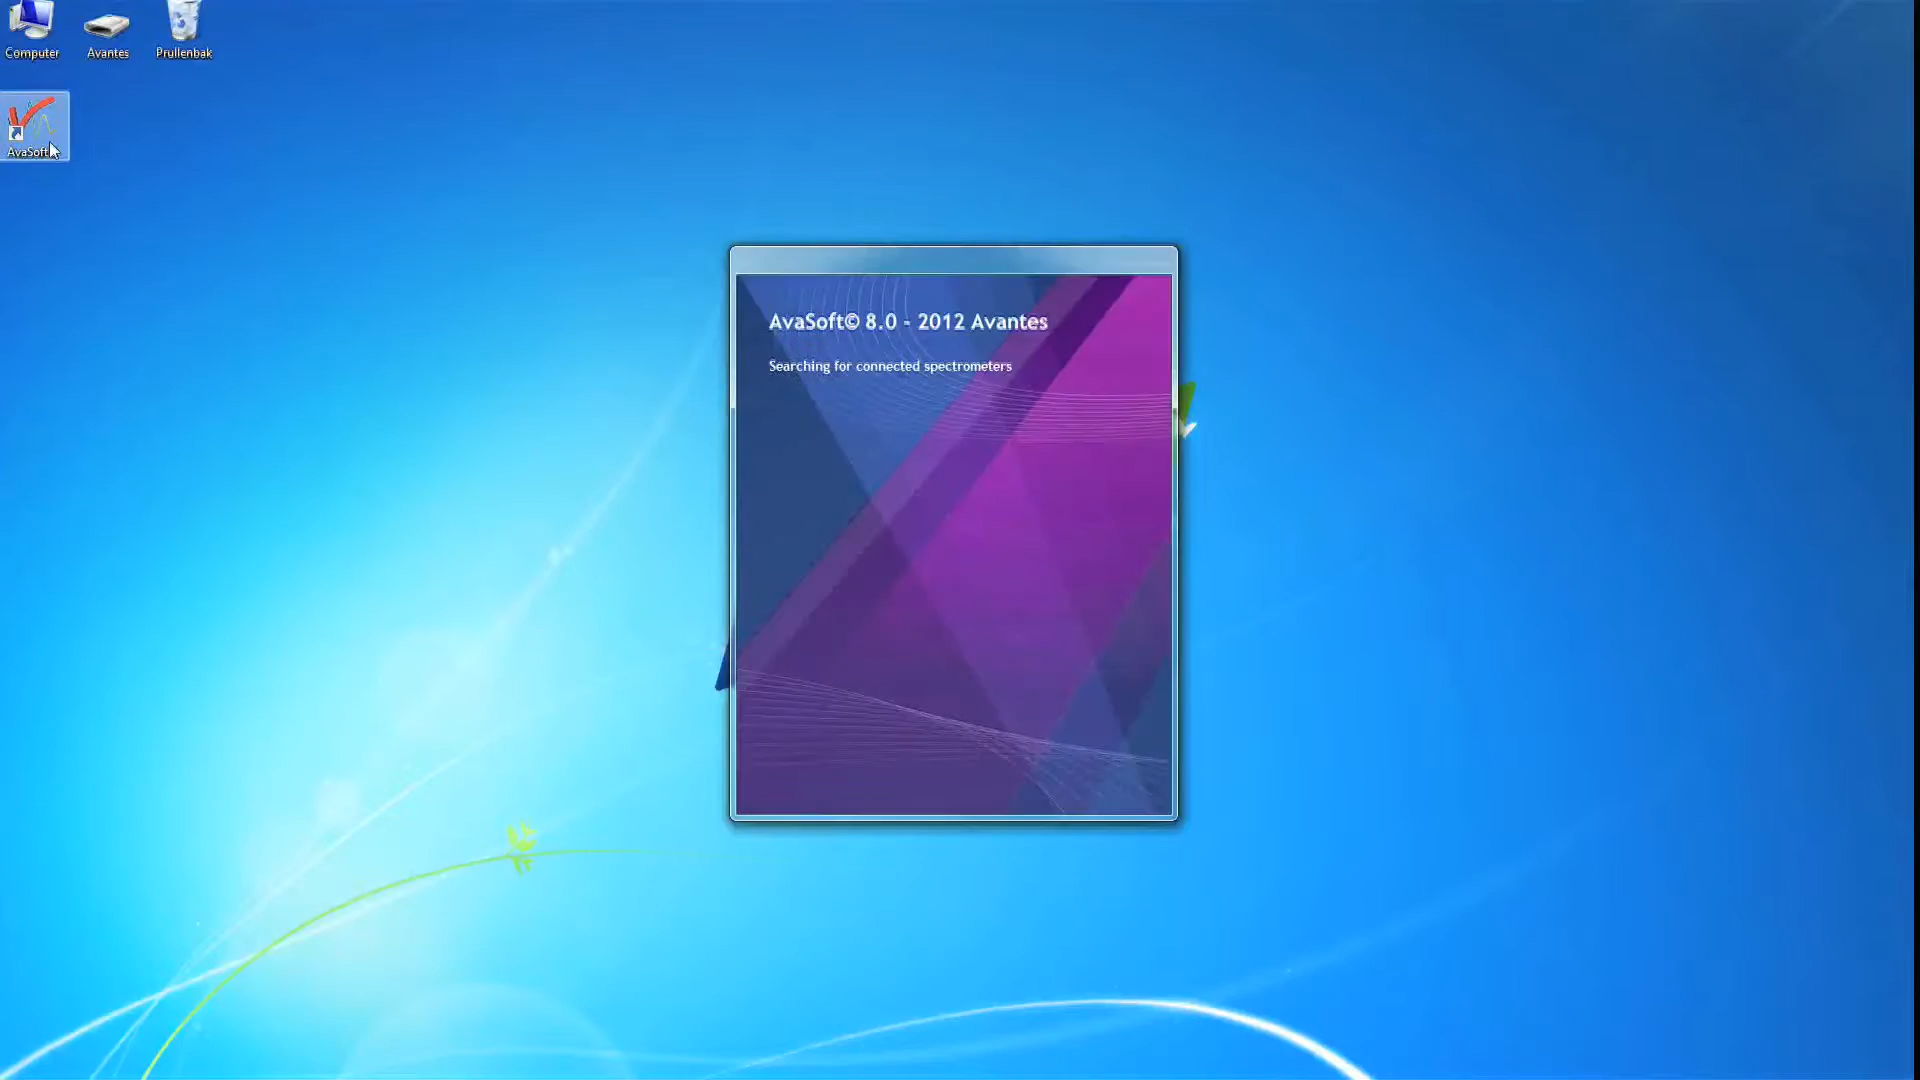 Computer
Avantes
Prullenbak
AvaSoft
AvaSoft© 8.0 - 2012 Avantes
Searching for connected spectrometers